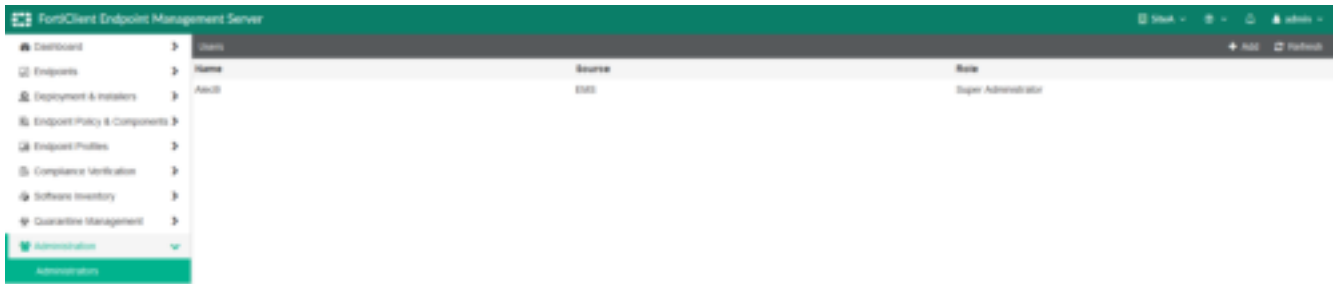 FortiClient Endpoint Management Server
SiteA
admin
Dashboard
Endpoints
Deployment & Installers
Endpoint Policy & Components
Endpoint Profiles
Compliance Verification
Software Inventory
Quarantine Management
Administration
Administrators
Users
Add Refresh
Name Source Role
EMS Super Administrator